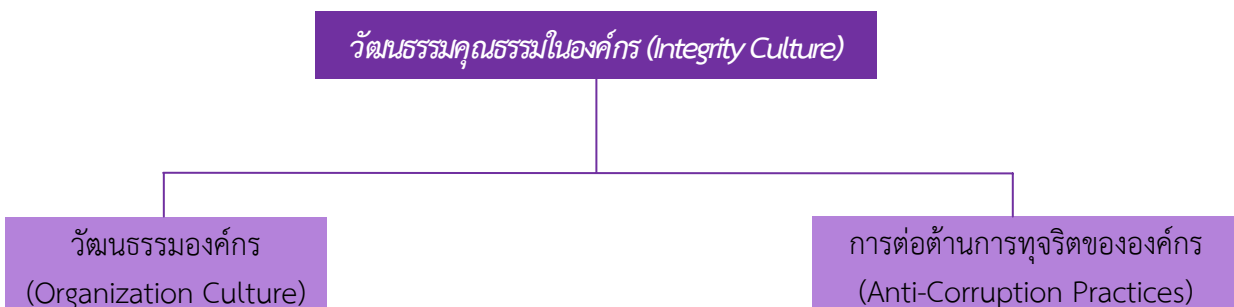 วัฒนธรรมคุณธรรมในองค์กร (Integrity Culture)
วัฒนธรรมองค์กร
(Organization Culture)
การต่อต้านการทุจริตขององค์กร
(Anti-Corruption Practices)